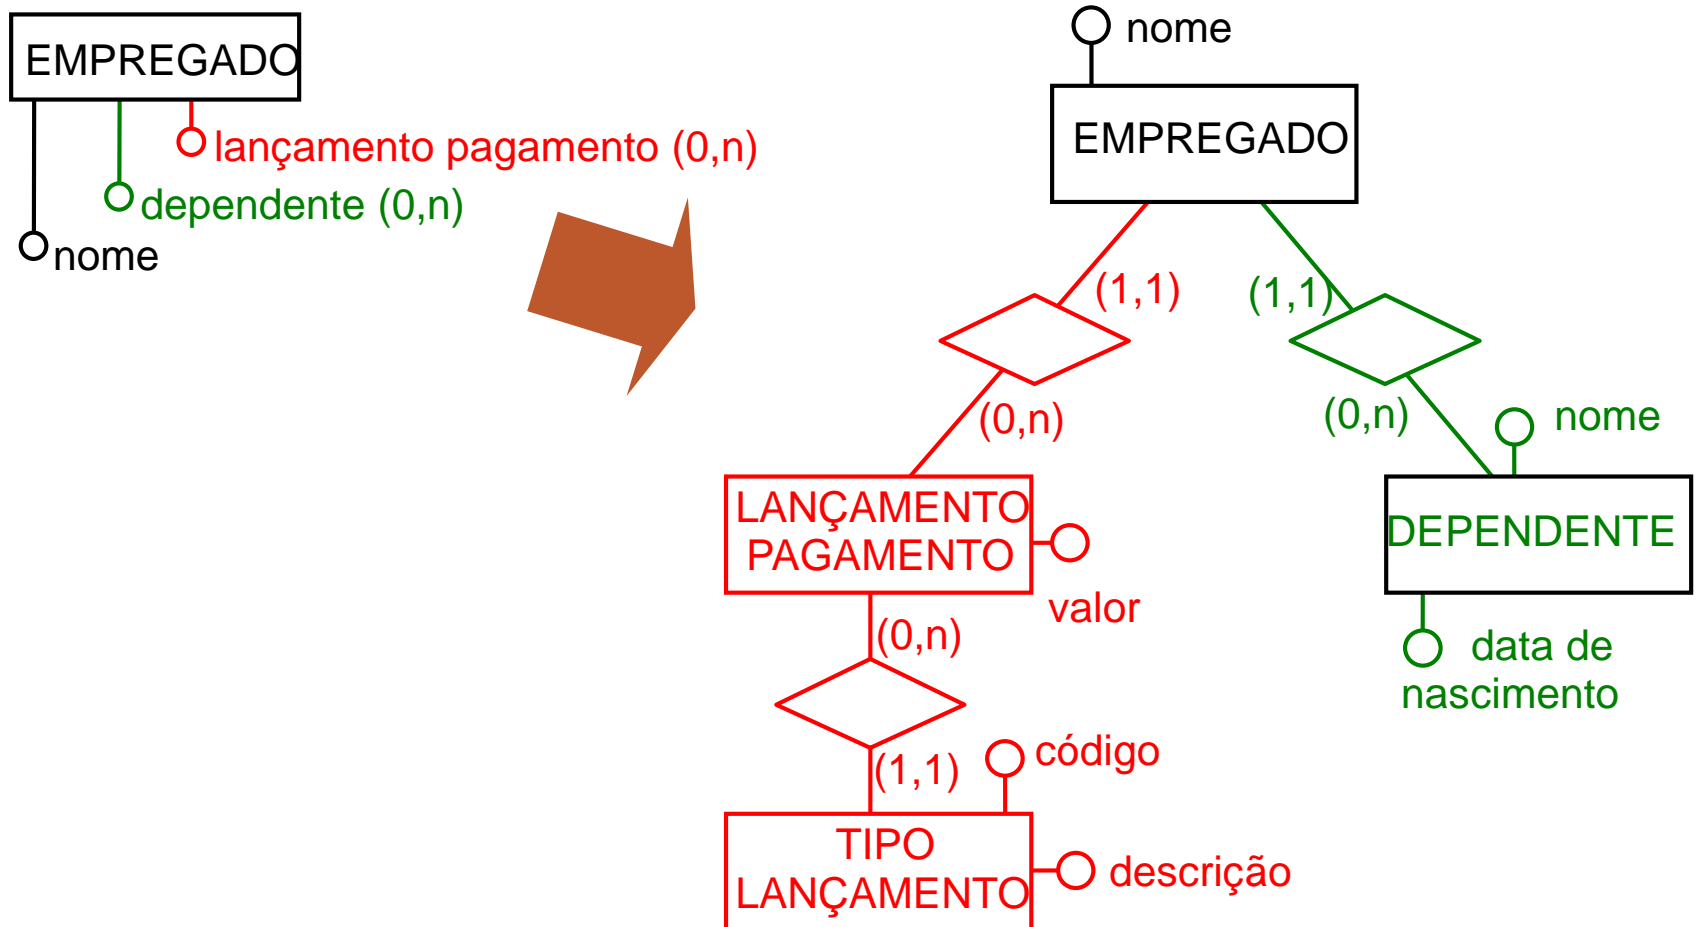 EMPREGADO
lançamento pagamento (0,n)
dependente (0,n)
nome
nome
EMPREGADO
(1,1)
(1,1)
(0,n)
(0,n)
nome
LANÇAMENTO
PAGAMENTO
DEPENDENTE
valor
(0,n)
data de
nascimento
(1,1)
código
TIPO
LANÇAMENTO
descrição